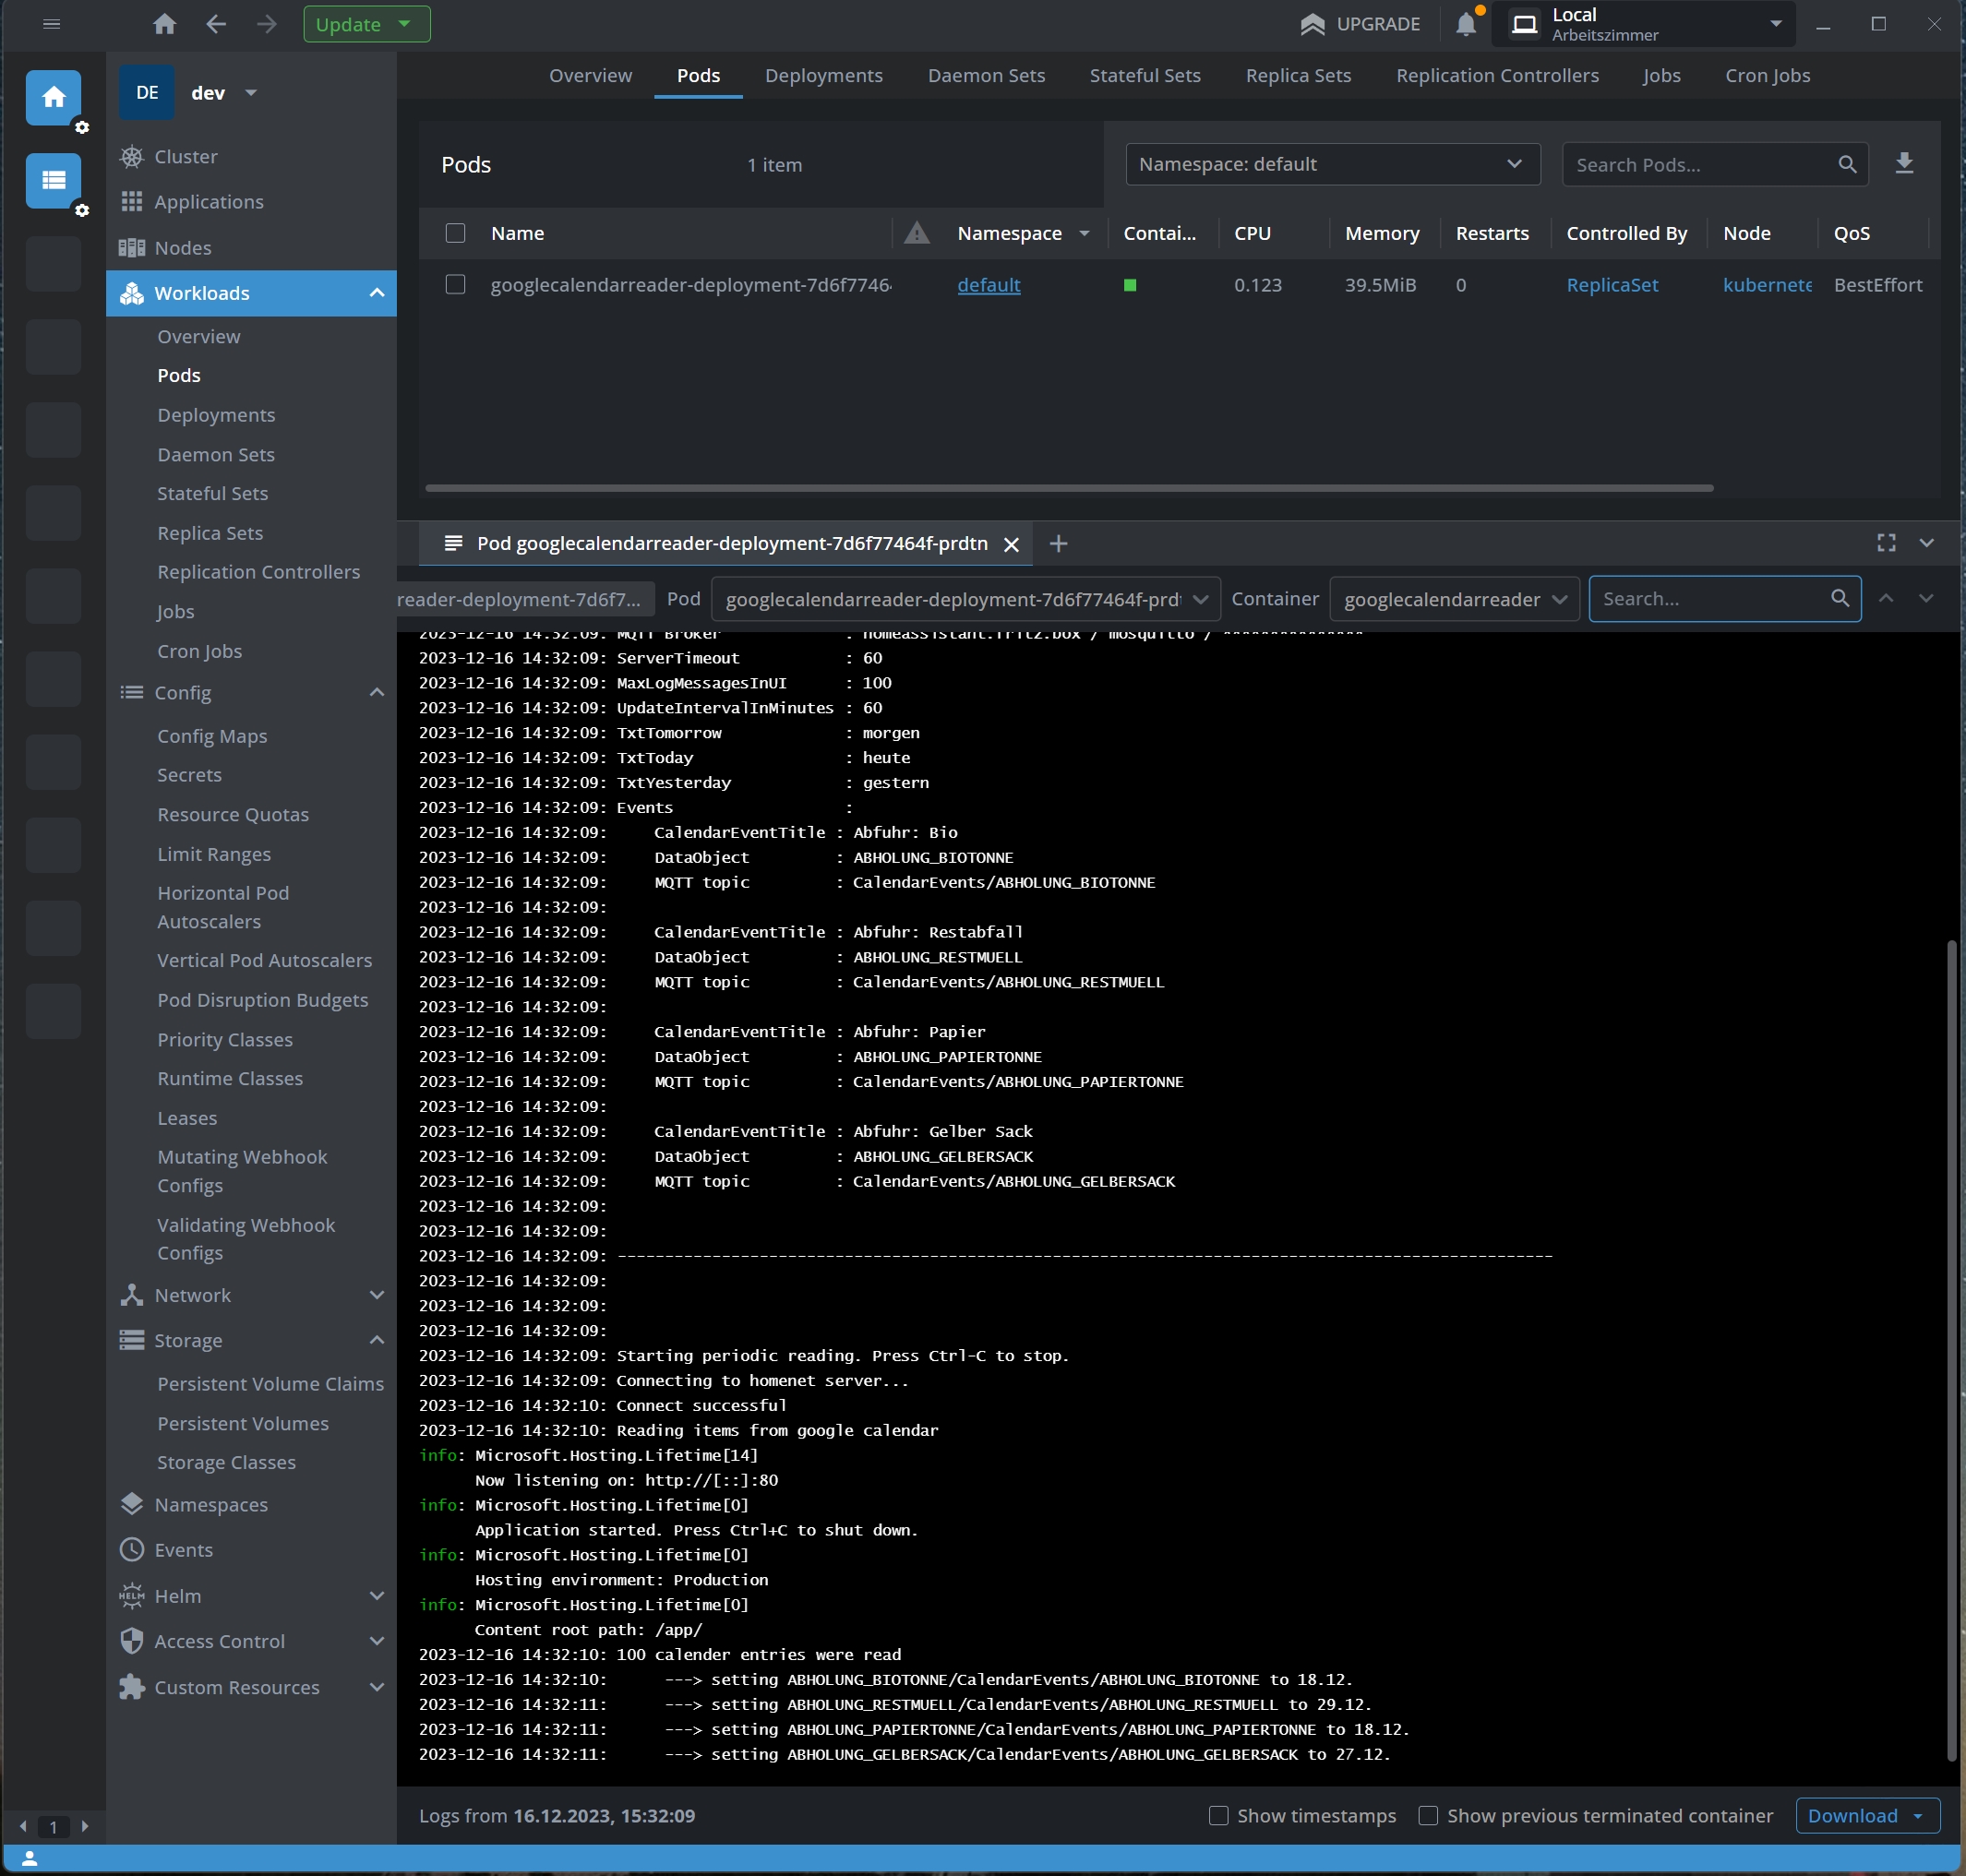 Update
UPGRADE
Local
Arbeitszimmer
DE
dev
Cluster
Applications
Nodes
Workloads
Overview
Pods
Deployments
Daemon Sets
Stateful Sets
Replica Sets
Replication Controllers
Jobs
Cron Jobs
Config
Config Maps
Secrets
Resource Quotas
Limit Ranges
Horizontal Pod
Autoscalers
Vertical Pod Autoscalers
Pod Disruption Budgets
Priority Classes
Runtime Classes
Leases
Mutating Webhook
Configs
Validating Webhook
Configs
Network
Storage
Persistent Volume Claims
Persistent Volumes
Storage Classes
Namespaces
Events
HELM Helm
Access Control
Custom Resources
1
Overview Pods Deployments Daemon Sets Stateful Sets Replica Sets Replication Controllers Jobs Cron Jobs
Pods 1 item Namespace: default Search Pods...
Name Namespace Contai... CPU Memory Restarts Controlled By Node QoS
googlecalendarreader-deployment-7d6f7746 default 0.123 39.5MiB 0 ReplicaSet kubernete BestEffort
Pod googlecalendarreader-deployment-7d6f77464f-prdtn
reader-deployment-7d6f7... Pod googlecalendarreader-deployment-7d6f77464f-prd Container googlecalendarreader Search...
2023-12-16 14:32:09: MQTT Broker : homeassistant.fritz.box / mosquitto /
2023-12-16 14:32:09: ServerTimeout : 60
2023-12-16 14:32:09: MaxLogMessagesInUI : 100
2023-12-16 14:32:09: UpdateIntervalInMinutes : 60
2023-12-16 14:32:09: TxtTomorrow : morgen
2023-12-16 14:32:09: TxtToday : heute
2023-12-16 14:32:09: TxtYesterday : gestern
2023-12-16 14:32:09: Events :
2023-12-16 14:32:09: CalendarEventTitle : Abfuhr: Bio
2023-12-16 14:32:09: DataObject : ABHOLUNG_BIOTONNE
2023-12-16 14:32:09: MQTT topic : CalendarEvents/ABHOLUNG_BIOTONNE
2023-12-16 14:32:09:
2023-12-16 14:32:09: CalendarEventTitle : Abfuhr: Restabfall
2023-12-16 14:32:09: DataObject : ABHOLUNG_RESTMUELL
2023-12-16 14:32:09: MQTT topic : CalendarEvents/ABHOLUNG_RESTMUELL
2023-12-16 14:32:09:
2023-12-16 14:32:09: CalendarEventTitle : Abfuhr: Papier
2023-12-16 14:32:09: DataObject : ABHOLUNG_PAPIERTONNE
2023-12-16 14:32:09: MQTT topic : CalendarEvents/ABHOLUNG_PAPIERTONNE
2023-12-16 14:32:09:
2023-12-16 14:32:09: CalendarEventTitle : Abfuhr: Gelber Sack
2023-12-16 14:32:09: DataObject : ABHOLUNG_GELBERSACK
2023-12-16 14:32:09: MQTT topic : CalendarEvents/ABHOLUNG_GELBERSACK
2023-12-16 14:32:09:
2023-12-16 14:32:09:
2023-12-16 14:32:09: ----------------------------------------------------------------------------------------------------
2023-12-16 14:32:09:
2023-12-16 14:32:09:
2023-12-16 14:32:09:
2023-12-16 14:32:09: Starting periodic reading. Press Ctrl-C to stop.
2023-12-16 14:32:09: Connecting to homenet server...
2023-12-16 14:32:10: Connect successful
2023-12-16 14:32:10: Reading items from google calendar
info: Microsoft.Hosting.Lifetime[14]
Now listening on: http://[::]:80
info: Microsoft.Hosting.Lifetime[0]
Application started. Press Ctrl+C to shut down.
info: Microsoft.Hosting.Lifetime[0]
Hosting environment: Production
info: Microsoft.Hosting.Lifetime[0]
Content root path: /app/
2023-12-16 14:32:10: 100 calender entries were read
2023-12-16 14:32:10: ---> setting ABHOLUNG_BIOTONNE/CalendarEvents/ABHOLUNG_BIOTONNE to 18.12.
2023-12-16 14:32:11: ---> setting ABHOLUNG_RESTMUELL/CalendarEvents/ABHOLUNG_RESTMUELL to 29.12.
2023-12-16 14:32:11: ---> setting ABHOLUNG_PAPIERTONNE/CalendarEvents/ABHOLUNG_PAPIERTONNE to 18.12.
2023-12-16 14:32:11: ---> setting ABHOLUNG_GELBERSACK/CalendarEvents/ABHOLUNG_GELBERSACK to 27.12.
Logs from 16.12.2023, 15:32:09 Show timestamps Show previous terminated container Download